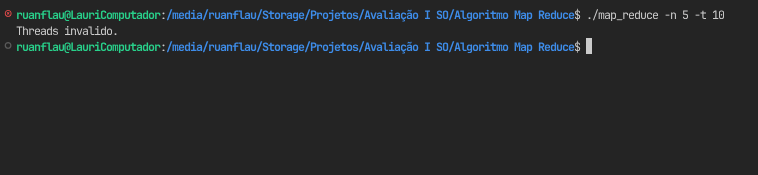 ruanflau@LauriComputador:/media/ruanflau/Storage/Projetos/Avaliação I SO/Algoritmo Map Reduce$ ./map_reduce -n 5 -t 10
Threads invalido.
ruanflau@LauriComputador:/media/ruanflau/Storage/Projetos/Avaliação I SO/Algoritmo Map Reduce$